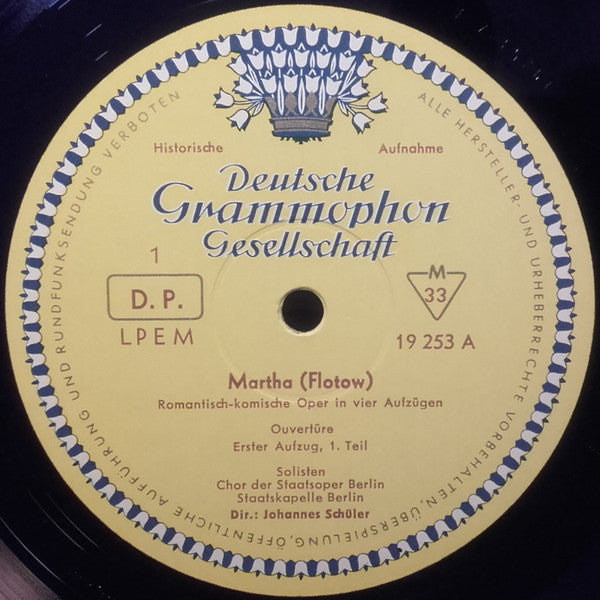 Historische Aufnahme
Deutsche
Grammophon
Gesellschaft
1
D. P.
LPEM
M
33
19 253 A
Martha (Flotow)
Romantisch-komische Oper in vier Aufzügen
Ouvertüre
Erster Aufzug, 1. Teil
Solisten
Chor der Staatsoper Berlin
Staatskapelle Berlin
Dir.: Johannes Schüler
ALLE HERSTELLER- UND URHEBERRECHTE VORBEHALTEN, ÜBERSPIELUNG, ÖFFENTLICHE AUFFÜHRUNG UND RUNDFUNKSENDUNG VERBOTEN